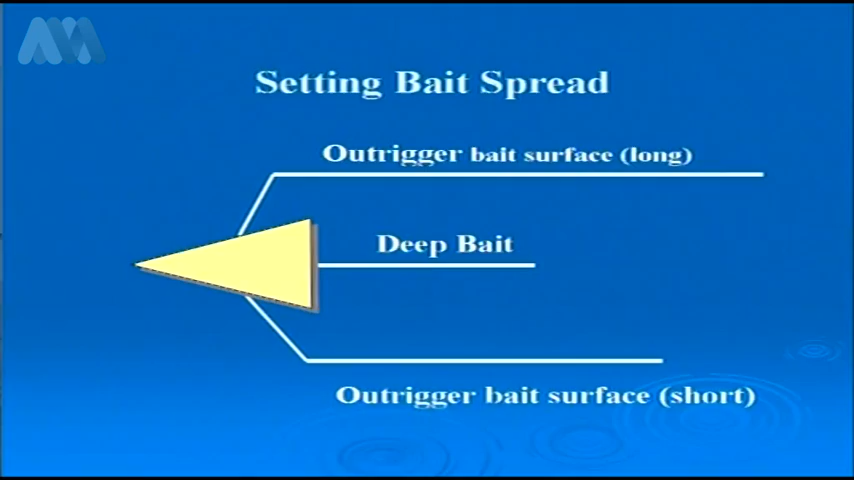 Setting Bait Spread
Outrigger bait surface (long)
Deep Bait
Outrigger bait surface (short)